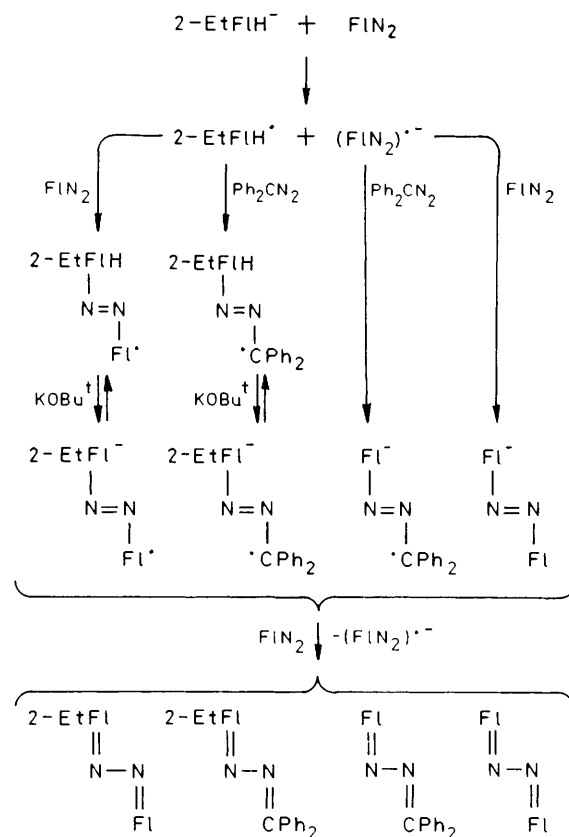 2-EtFlH⁻ + FlN₂
2-EtFlH• + (FlN₂)•⁻
FlN₂ Ph₂CN₂ Ph₂CN₂ FlN₂
2-EtFlH 2-EtFlH
N=N N=N
Fl• •CPh₂
KOBuᵗ KOBuᵗ
2-EtFl⁻ 2-EtFl⁻ Fl⁻ Fl⁻
N=N N=N N=N N=N
Fl• •CPh₂ •CPh₂ Fl
FlN₂ -(FlN₂)•⁻
2-EtFl 2-EtFl Fl Fl
N-N N-N N-N N-N
Fl CPh₂ CPh₂ Fl